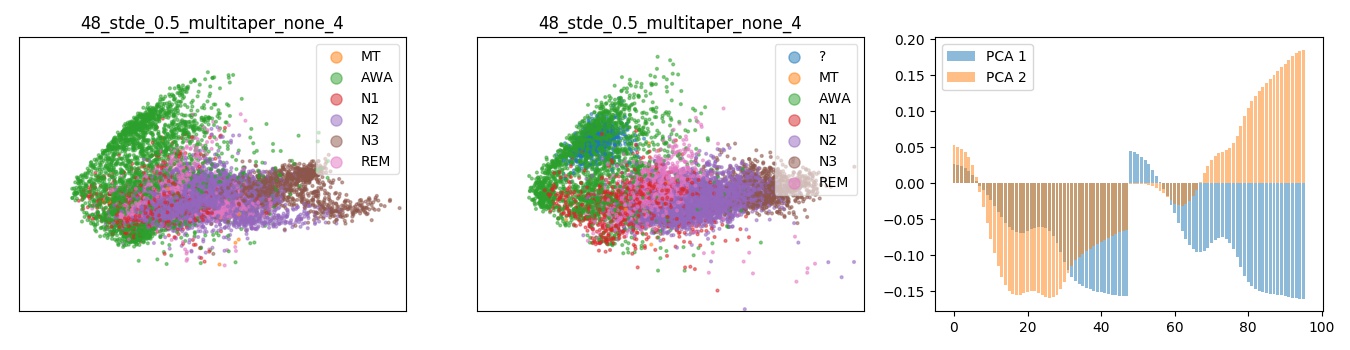 48_stde_0.5_multitaper_none_4
MT
AWA
N1
N2
N3
REM
48_stde_0.5_multitaper_none_4
?
MT
AWA
N1
N2
N3
REM
PCA 1
PCA 2
0.20
0.15
0.10
0.05
0.00
−0.05
−0.10
−0.15
0 20 40 60 80 100